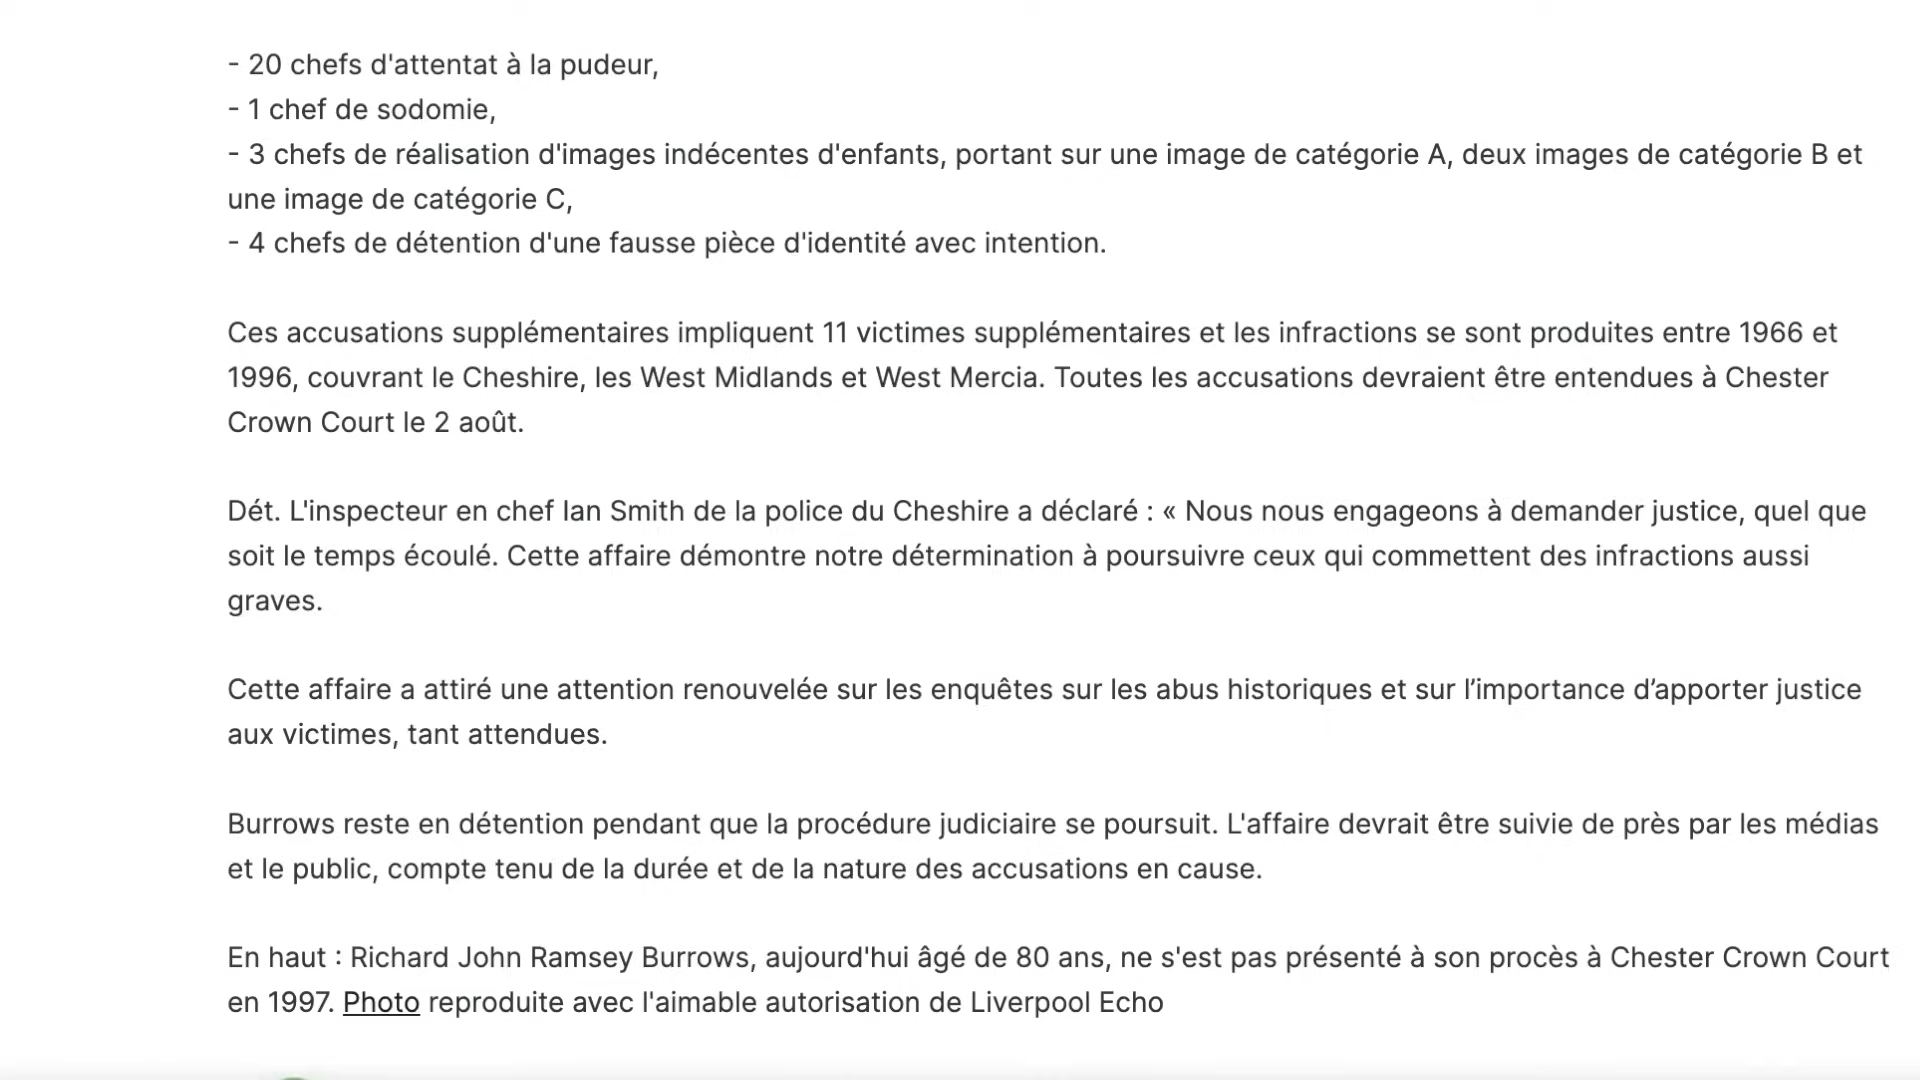 - 20 chefs d'attentat à la pudeur,
- 1 chef de sodomie,
- 3 chefs de réalisation d'images indécentes d'enfants, portant sur une image de catégorie A, deux images de catégorie B et
une image de catégorie C,
- 4 chefs de détention d'une fausse pièce d'identité avec intention.
Ces accusations supplémentaires impliquent 11 victimes supplémentaires et les infractions se sont produites entre 1966 et
1996, couvrant le Cheshire, les West Midlands et West Mercia. Toutes les accusations devraient être entendues à Chester
Crown Court le 2 août.
Dét. L'inspecteur en chef Ian Smith de la police du Cheshire a déclaré : « Nous nous engageons à demander justice, quel que
soit le temps écoulé. Cette affaire démontre notre détermination à poursuivre ceux qui commettent des infractions aussi
graves.
Cette affaire a attiré une attention renouvelée sur les enquêtes sur les abus historiques et sur l’importance d’apporter justice
aux victimes, tant attendues.
Burrows reste en détention pendant que la procédure judiciaire se poursuit. L'affaire devrait être suivie de près par les médias
et le public, compte tenu de la durée et de la nature des accusations en cause.
En haut : Richard John Ramsey Burrows, aujourd'hui âgé de 80 ans, ne s'est pas présenté à son procès à Chester Crown Court
en 1997. Photo reproduite avec l'aimable autorisation de Liverpool Echo